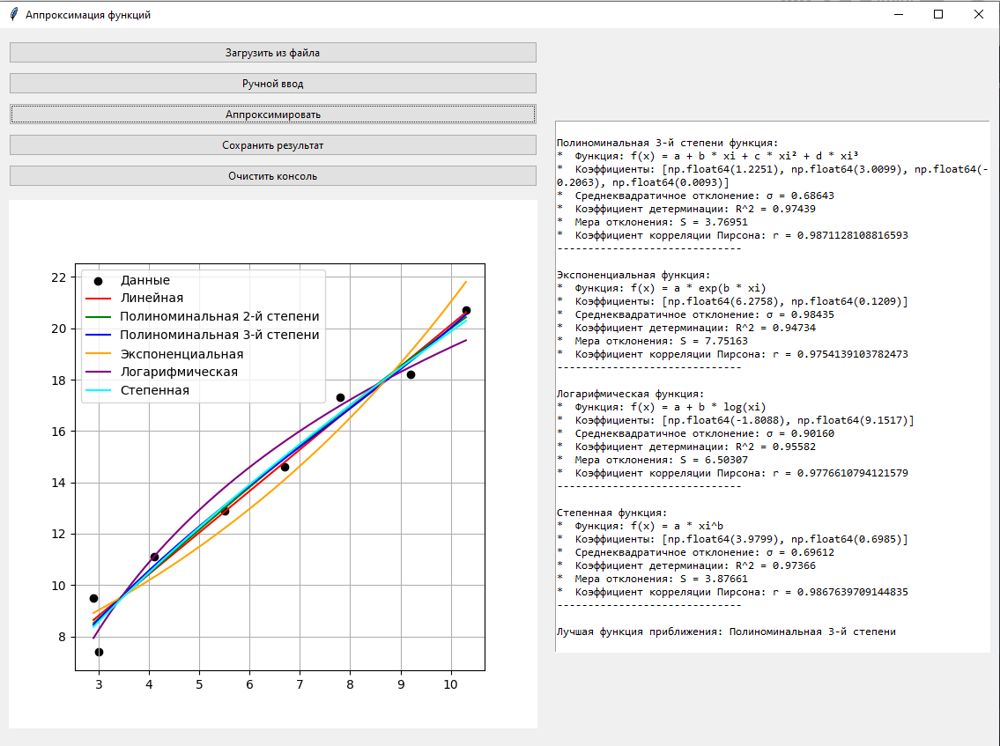 Аппроксимация функций
Загрузить из файла
Ручной ввод
Аппроксимировать
Сохранить результат
Очистить консоль
Данные
Линейная
Полиноминальная 2-й степени
Полиноминальная 3-й степени
Экспоненциальная
Логарифмическая
Степенная
22
20
18
16
14
12
10
8
3 4 5 6 7 8 9 10
Полиноминальная 3-й степени функция:
* Функция: f(x) = a + b * xi + c * xi² + d * xi³
* Коэффициенты: [np.float64(1.2251), np.float64(3.0099), np.float64(-
0.2063), np.float64(0.0093)]
* Среднеквадратичное отклонение: σ = 0.68643
* Коэффициент детерминации: R^2 = 0.97439
* Мера отклонения: S = 3.76951
* Коэффициент корреляции Пирсона: r = 0.9871128108816593
------------------------------
Экспоненциальная функция:
* Функция: f(x) = a * exp(b * xi)
* Коэффициенты: [np.float64(6.2758), np.float64(0.1209)]
* Среднеквадратичное отклонение: σ = 0.98435
* Коэффициент детерминации: R^2 = 0.94734
* Мера отклонения: S = 7.75163
* Коэффициент корреляции Пирсона: r = 0.9754139103782473
------------------------------
Логарифмическая функция:
* Функция: f(x) = a + b * log(xi)
* Коэффициенты: [np.float64(-1.8088), np.float64(9.1517)]
* Среднеквадратичное отклонение: σ = 0.90160
* Коэффициент детерминации: R^2 = 0.95582
* Мера отклонения: S = 6.50307
* Коэффициент корреляции Пирсона: r = 0.9776610794121579
------------------------------
Степенная функция:
* Функция: f(x) = a * xi^b
* Коэффициенты: [np.float64(3.9799), np.float64(0.6985)]
* Среднеквадратичное отклонение: σ = 0.69612
* Коэффициент детерминации: R^2 = 0.97366
* Мера отклонения: S = 3.87661
* Коэффициент корреляции Пирсона: r = 0.9867639709144835
------------------------------
Лучшая функция приближения: Полиноминальная 3-й степени